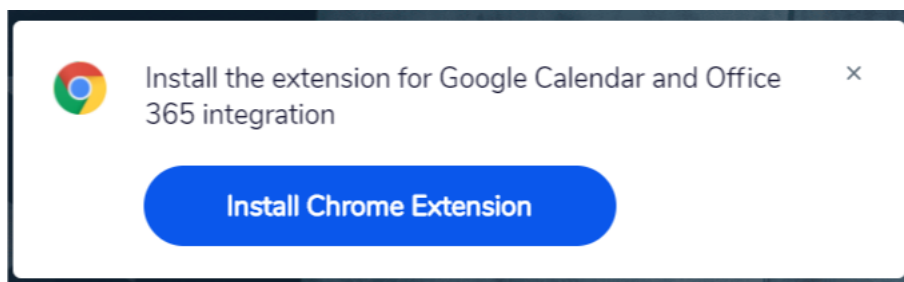 Install the extension for Google Calendar and Office
365 integration
Install Chrome Extension